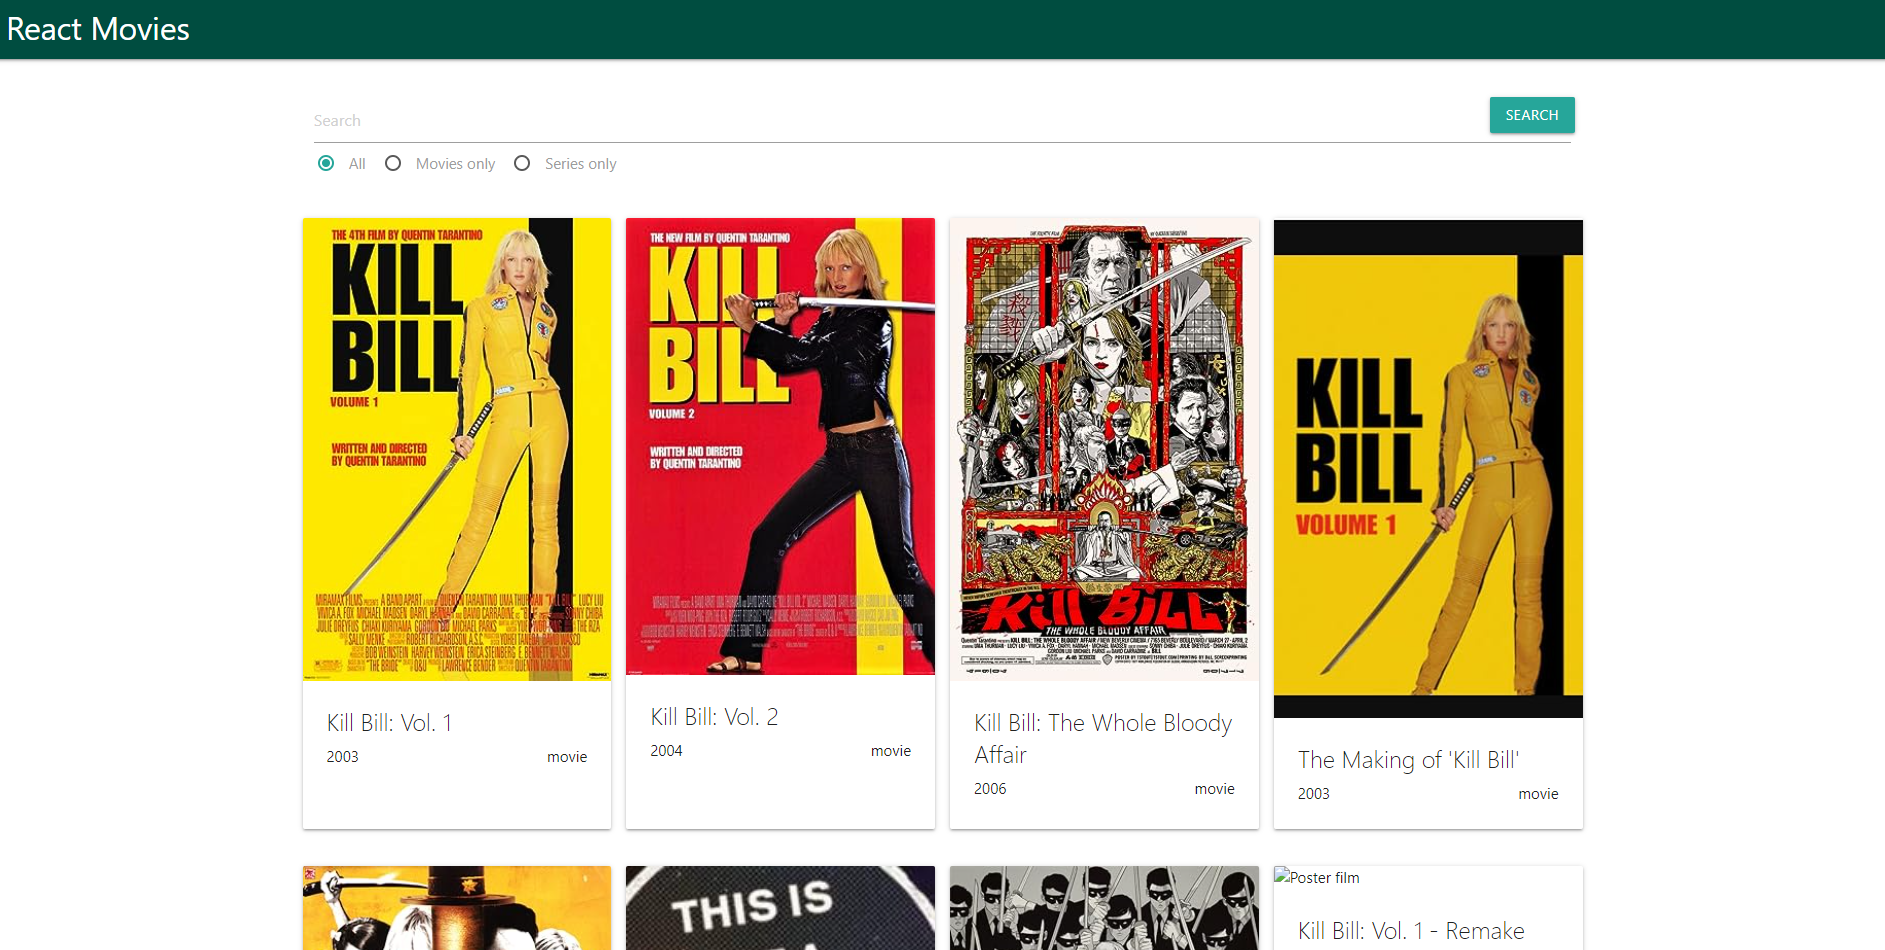 React Movies
Search
SEARCH
All
Movies only
Series only
THE 4TH FILM BY QUENTIN TARANTINO
KILL
BILL
VOLUME 1
WRITTEN AND DIRECTED
BY QUENTIN TARANTINO
Kill Bill: Vol. 1
2003
movie
THE NEW FILM BY QUENTIN TARANTINO
KILL
BILL
VOLUME 2
WRITTEN AND DIRECTED
BY QUENTIN TARANTINO
Kill Bill: Vol. 2
2004
movie
KILL BILL
THE WHOLE BLOODY AFFAIR
Kill Bill: The Whole Bloody
Affair
2006
movie
KILL
BILL
VOLUME 1
The Making of 'Kill Bill'
2003
movie
THIS IS
Poster film
Kill Bill: Vol. 1 - Remake